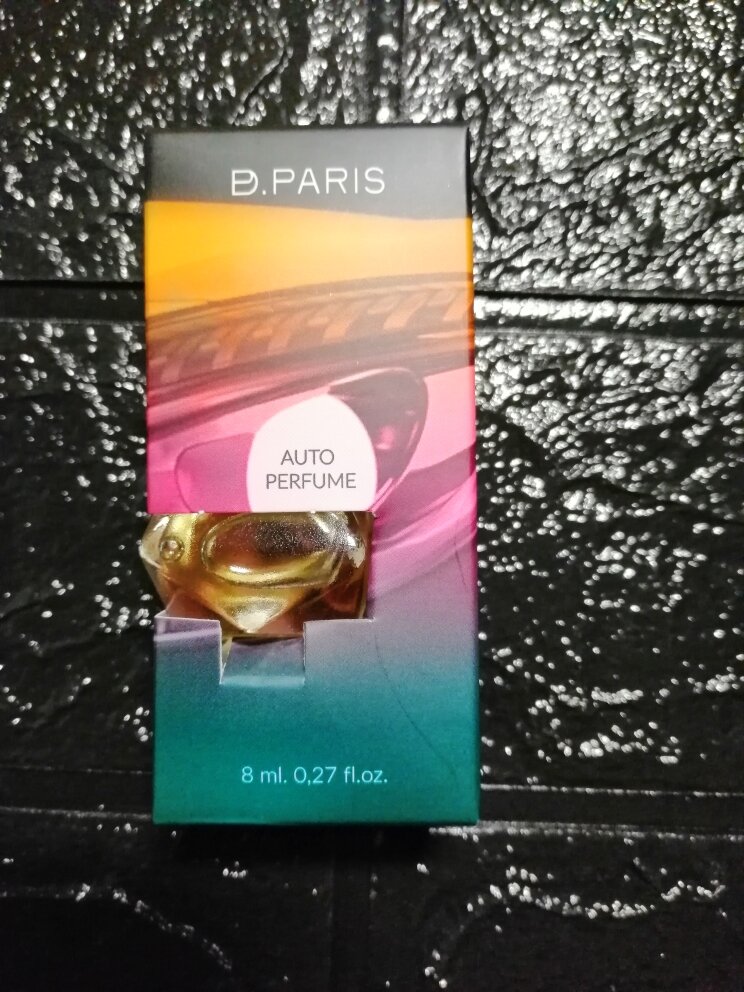 D.PARIS
AUTO
PERFUME
8 ml. 0,27 fl.oz.